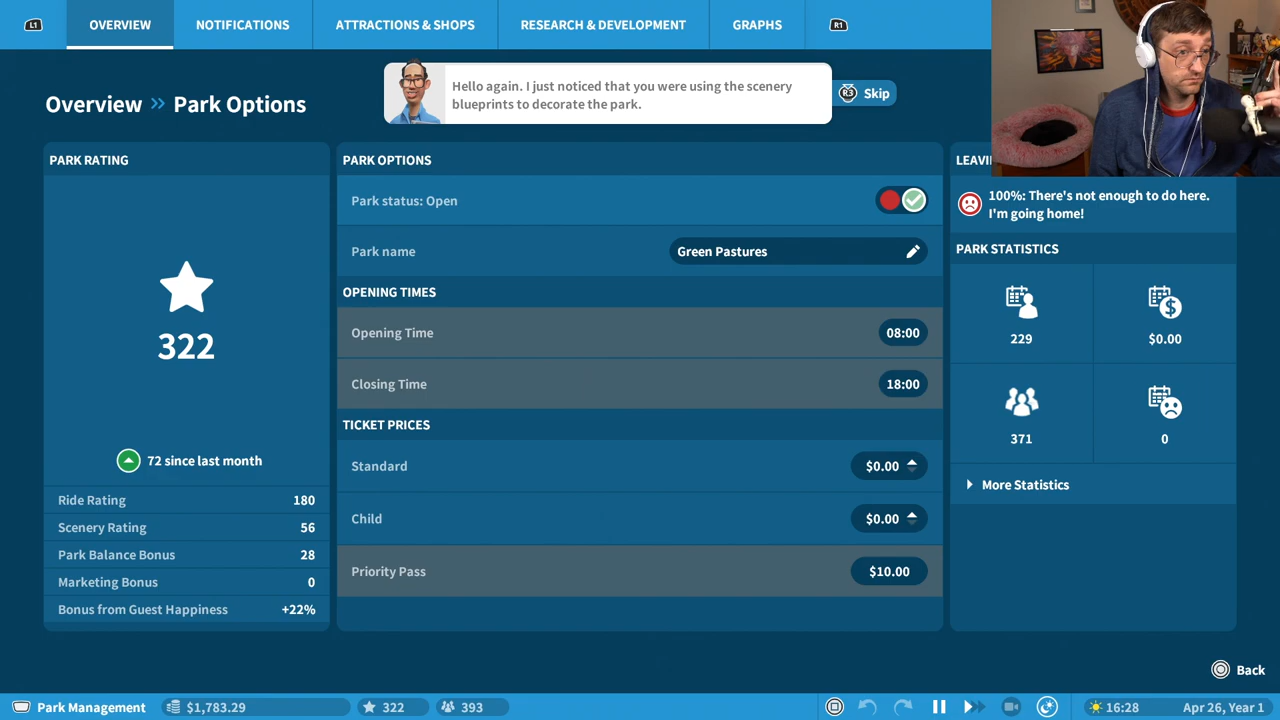 L1
OVERVIEW
NOTIFICATIONS
ATTRACTIONS & SHOPS
RESEARCH & DEVELOPMENT
GRAPHS
R1
Hello again. I just noticed that you were using the scenery
blueprints to decorate the park.
R3 Skip
Overview » Park Options
PARK RATING
322
72 since last month
Ride Rating 180
Scenery Rating 56
Park Balance Bonus 28
Marketing Bonus 0
Bonus from Guest Happiness +22%
PARK OPTIONS
Park status: Open
Park name Green Pastures
OPENING TIMES
Opening Time 08:00
Closing Time 18:00
TICKET PRICES
Standard $0.00
Child $0.00
Priority Pass $10.00
100%: There's not enough to do here.
I'm going home!
PARK STATISTICS
229
$0.00
371
0
More Statistics
Back
Park Management
$1,783.29
322
393
16:28
Apr 26, Year 1